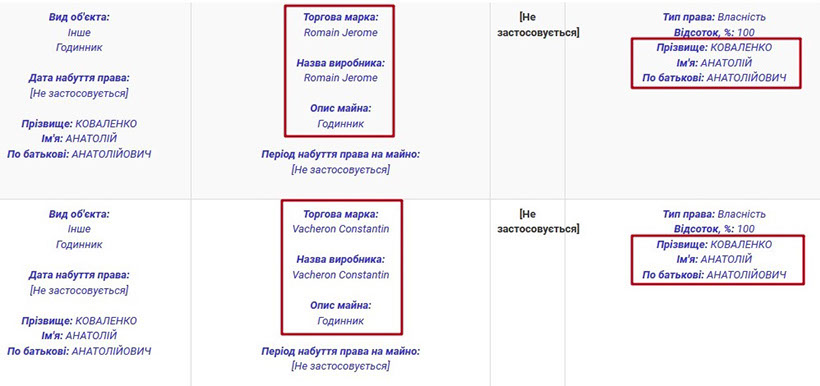 Вид об'єкта:
Інше
Годинник
Дата набуття права:
[Не застосовується]
Прізвище: КОВАЛЕНКО
Ім'я: АНАТОЛІЙ
По батькові: АНАТОЛІЙОВИЧ
Торгова марка:
Romain Jerome
Назва виробника:
Romain Jerome
Опис майна:
Годинник
Період набуття права на майно:
[Не застосовується]
[Не
застосовується]
Тип права: Власність
Відсоток, %: 100
Прізвище: КОВАЛЕНКО
Ім'я: АНАТОЛІЙ
По батькові: АНАТОЛІЙОВИЧ
Вид об'єкта:
Інше
Годинник
Дата набуття права:
[Не застосовується]
Прізвище: КОВАЛЕНКО
Ім'я: АНАТОЛІЙ
По батькові: АНАТОЛІЙОВИЧ
Торгова марка:
Vacheron Constantin
Назва виробника:
Vacheron Constantin
Опис майна:
Годинник
Період набуття права на майно:
[Не застосовується]
[Не
застосовується]
Тип права: Власність
Відсоток, %: 100
Прізвище: КОВАЛЕНКО
Ім'я: АНАТОЛІЙ
По батькові: АНАТОЛІЙОВИЧ